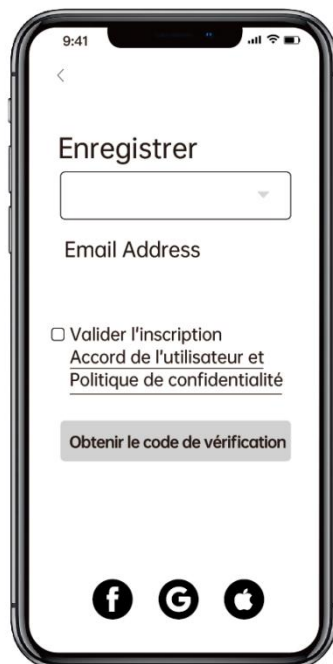 9:41
Enregistrer
Email Address
Valider l'inscription
Accord de l'utilisateur et
Politique de confidentialité
Obtenir le code de vérification